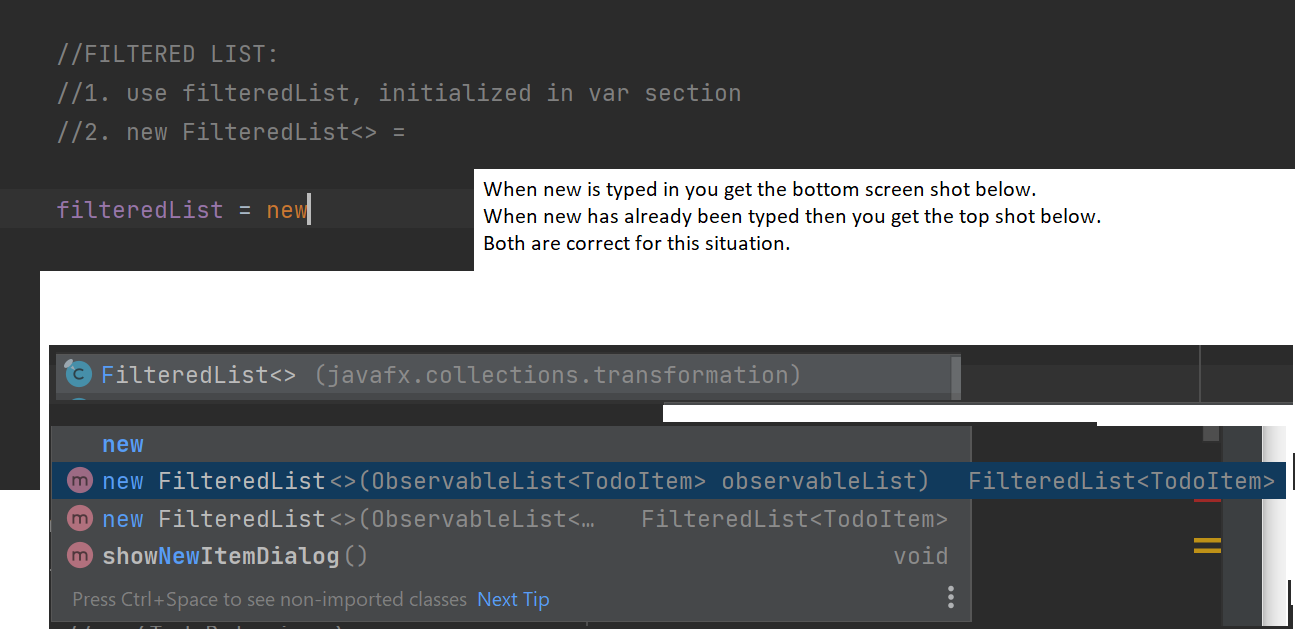 //FILTERED LIST:
//1. use filteredList, initialized in var section
//2. new FilteredList<> =
filteredList = new
When new is typed in you get the bottom screen shot below.
When new has already been typed then you get the top shot below.
Both are correct for this situation.
C FilteredList<> (javafx.collections.transformation)
new
m new FilteredList<>(ObservableList<TodoItem> observableList) FilteredList<TodoItem>
m new FilteredList<>(ObservableList<… FilteredList<TodoItem>
m showNewItemDialog() void
Press Ctrl+Space to see non-imported classes Next Tip